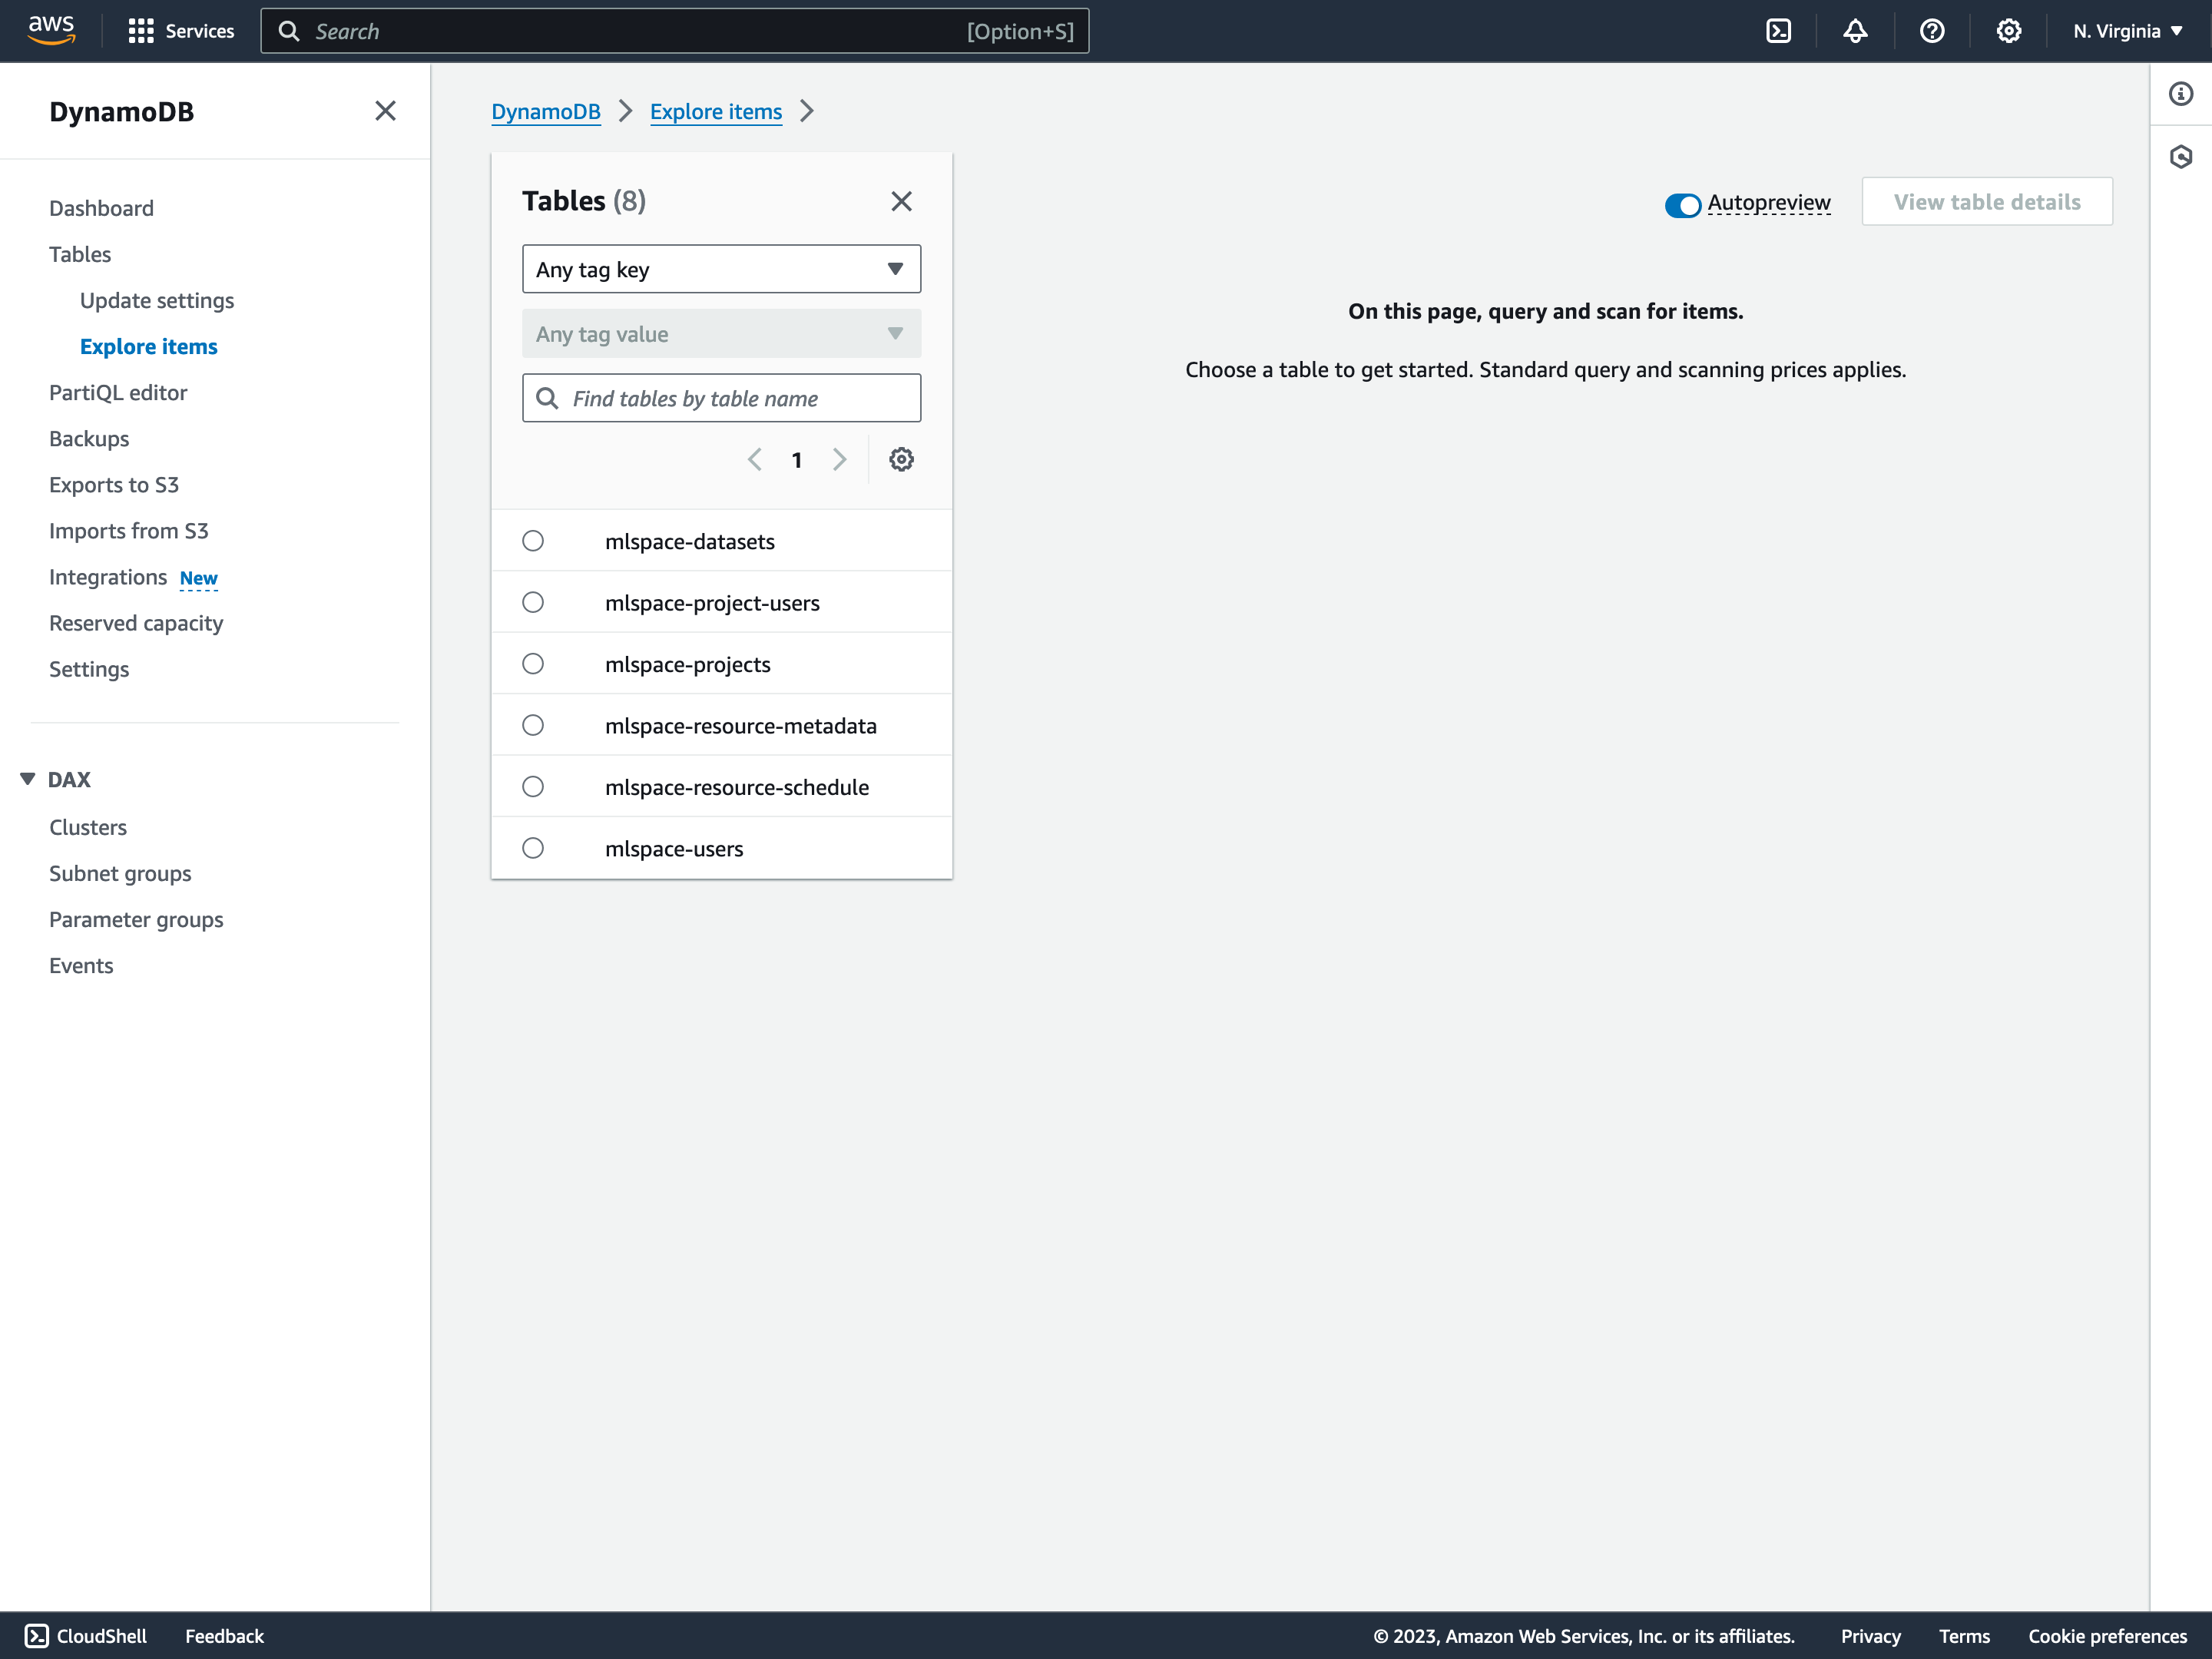 aws
Services
Search
[Option+S]
N. Virginia
DynamoDB
Dashboard
Tables
Update settings
Explore items
PartiQL editor
Backups
Exports to S3
Imports from S3
Integrations New
Reserved capacity
Settings
DAX
Clusters
Subnet groups
Parameter groups
Events
DynamoDB
Explore items
Tables (8)
Any tag key
Any tag value
Find tables by table name
1
mlspace-datasets
mlspace-project-users
mlspace-projects
mlspace-resource-metadata
mlspace-resource-schedule
mlspace-users
Autopreview
View table details
On this page, query and scan for items.
Choose a table to get started. Standard query and scanning prices applies.
CloudShell
Feedback
© 2023, Amazon Web Services, Inc. or its affiliates.
Privacy
Terms
Cookie preferences